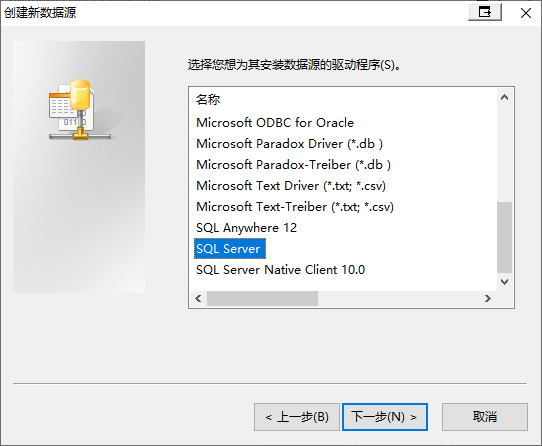 创建新数据源
选择您想为其安装数据源的驱动程序(S)。
名称
Microsoft ODBC for Oracle
Microsoft Paradox Driver (*.db )
Microsoft Paradox-Treiber (*.db )
Microsoft Text Driver (*.txt; *.csv)
Microsoft Text-Treiber (*.txt; *.csv)
SQL Anywhere 12
SQL Server
SQL Server Native Client 10.0
< 上一步(B)
下一步(N) >
取消